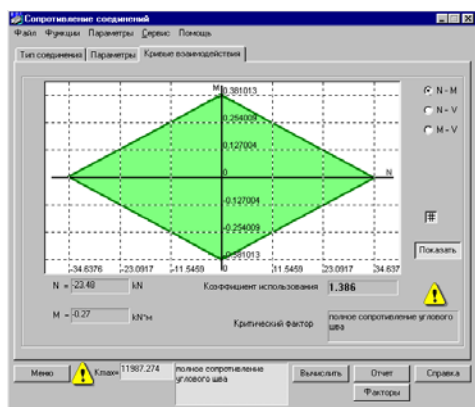 Сопротивление соединений
Файл Функции Параметры Сервис Помощь
Тип соединения Параметры Кривые взаимодействия
M
0.381013
0.254009
0.127004
0
N
-0.127004
-0.254009
-0.381013
-34.6376 -23.0917 -11.5459 0 11.5459 23.0917 34.637
N - M
N - V
M - V
#
Показать
N = -23.48 kN
Коэффициент использования 1.386
M = -0.27 kN*м
Критический фактор
полное сопротивление углового
шва
Меню
Kmax= 11987.274
полное сопротивление
углового шва
Вычислить Отчет Справка
Факторы